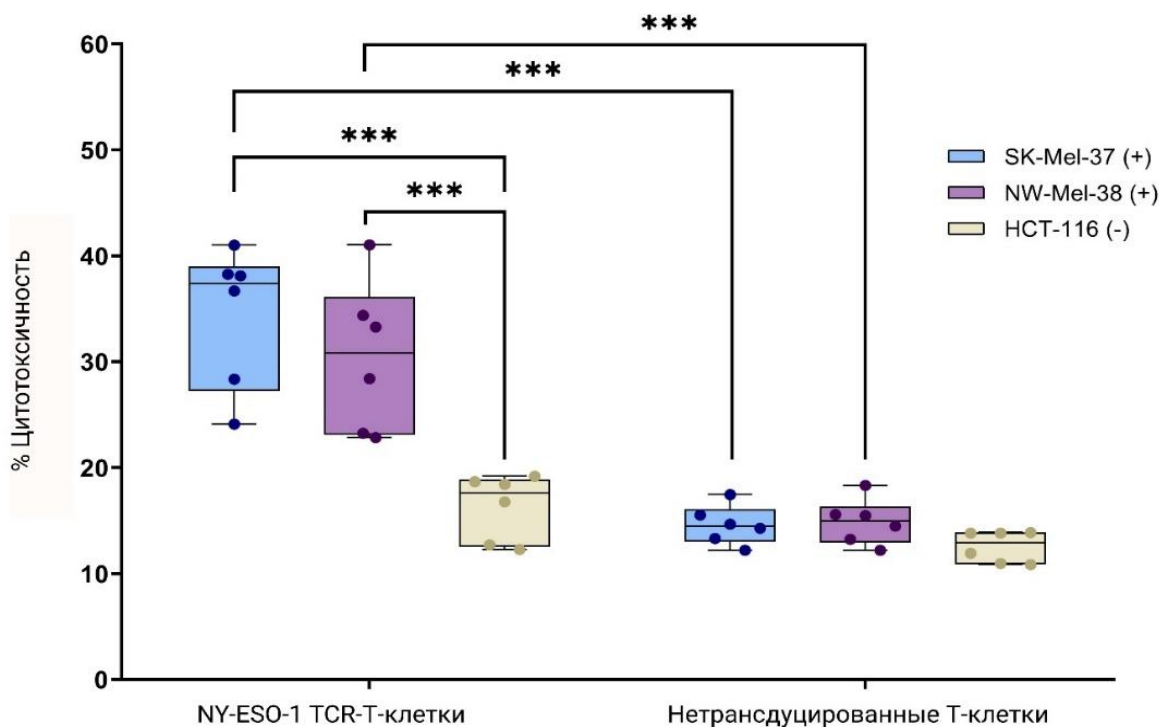 ***
***
***
***
60
50
40
30
20
10
0
% Цитотоксичность
SK-Mel-37 (+)
NW-Mel-38 (+)
HCT-116 (-)
NY-ESO-1 TCR-T-клетки
Нетрансдуцированные Т-клетки